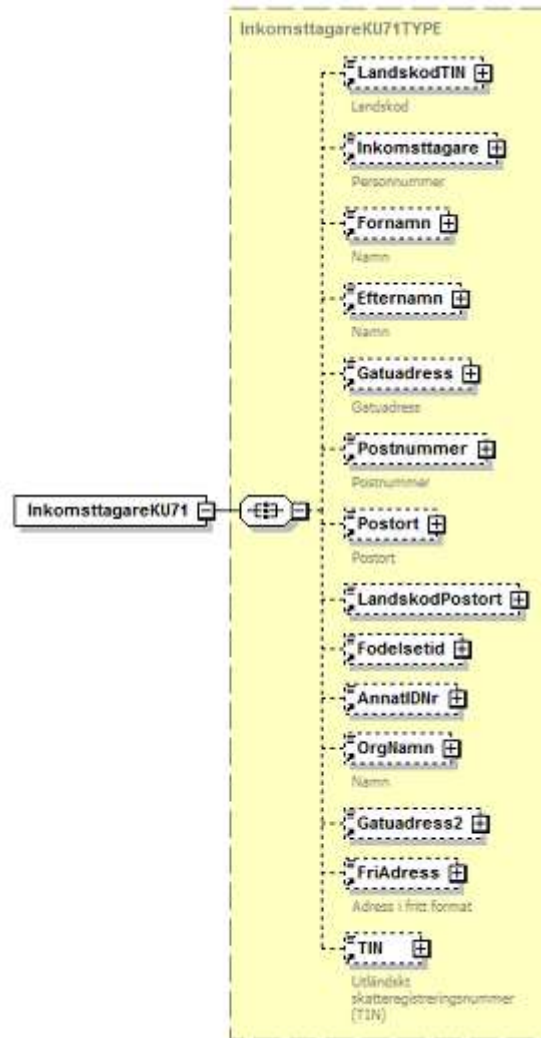 InkomsttagareKU71TYPE
LandskodTIN
Landskod
Inkomsttagare
Personnummer
Fornamn
Namn
Efternamn
Namn
Gatuadress
Gatuadress
Postnummer
Postnummer
InkomsttagareKU71
Postort
Postort
LandskodPostort
Fodelsetid
AnnatIDNr
OrgNamn
Namn
Gatuadress2
FriAdress
Adress i fritt format
TIN
Utländskt
skatteregistreringsnummer
(TIN)